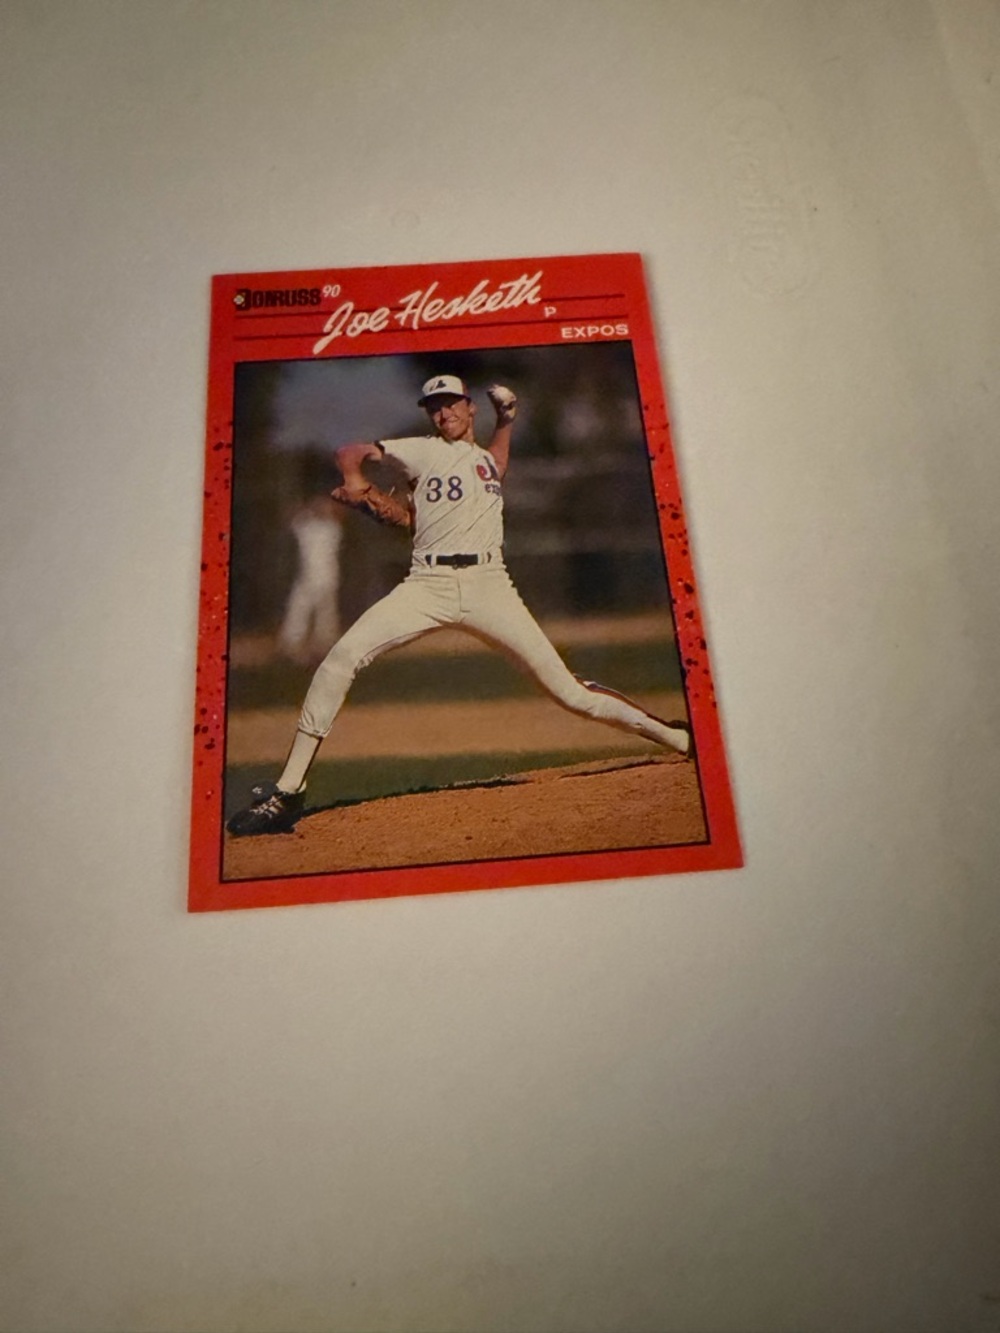 DONRUSS 90
Joe Hesketh
P
EXPOS
38